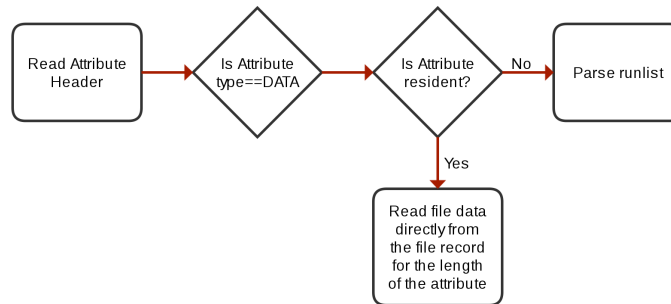 Read Attribute
Header
Is Attribute
type==DATA
Is Attribute
resident?
No
Parse runlist
Yes
Read file data
directly from
the file record
for the length
of the attribute